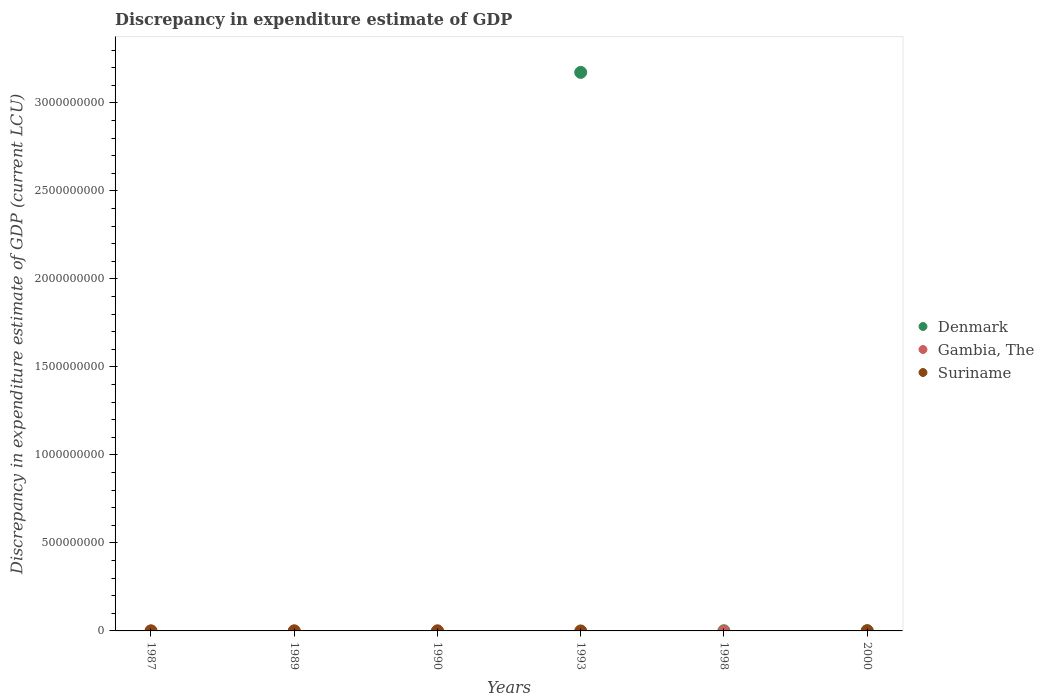 Discrepancy in expenditure estimate of GDP
Discrepancy in expenditure estimate of GDP (current LCU)
3000000000
2500000000
2000000000
1500000000
1000000000
500000000
0
1987
1989
1990
1993
1998
2000
Years
Denmark
Gambia, The
Suriname